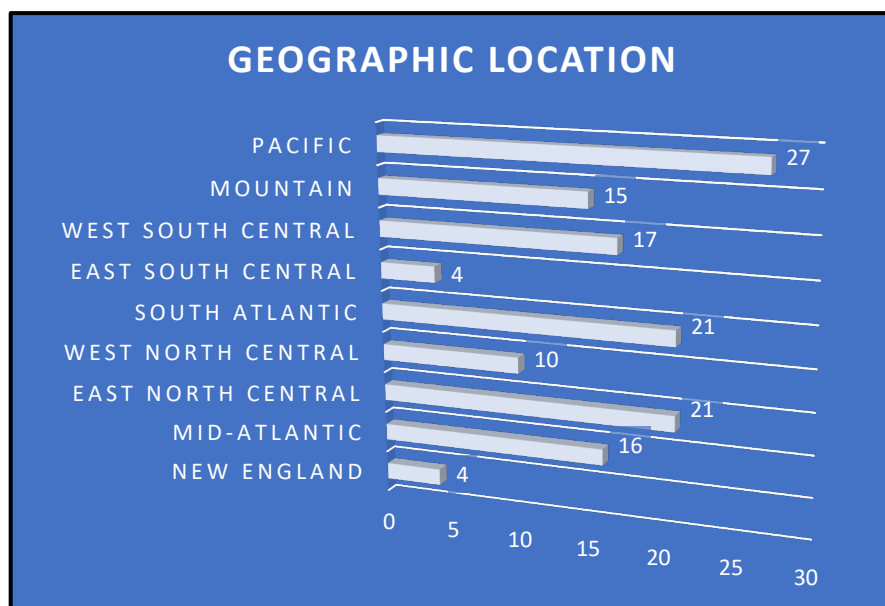 GEOGRAPHIC LOCATION
PACIFIC 27
MOUNTAIN 15
WEST SOUTH CENTRAL 17
EAST SOUTH CENTRAL 4
SOUTH ATLANTIC 21
WEST NORTH CENTRAL 10
EAST NORTH CENTRAL 21
MID-ATLANTIC 16
NEW ENGLAND 4
0 5 10 15 20 25 30